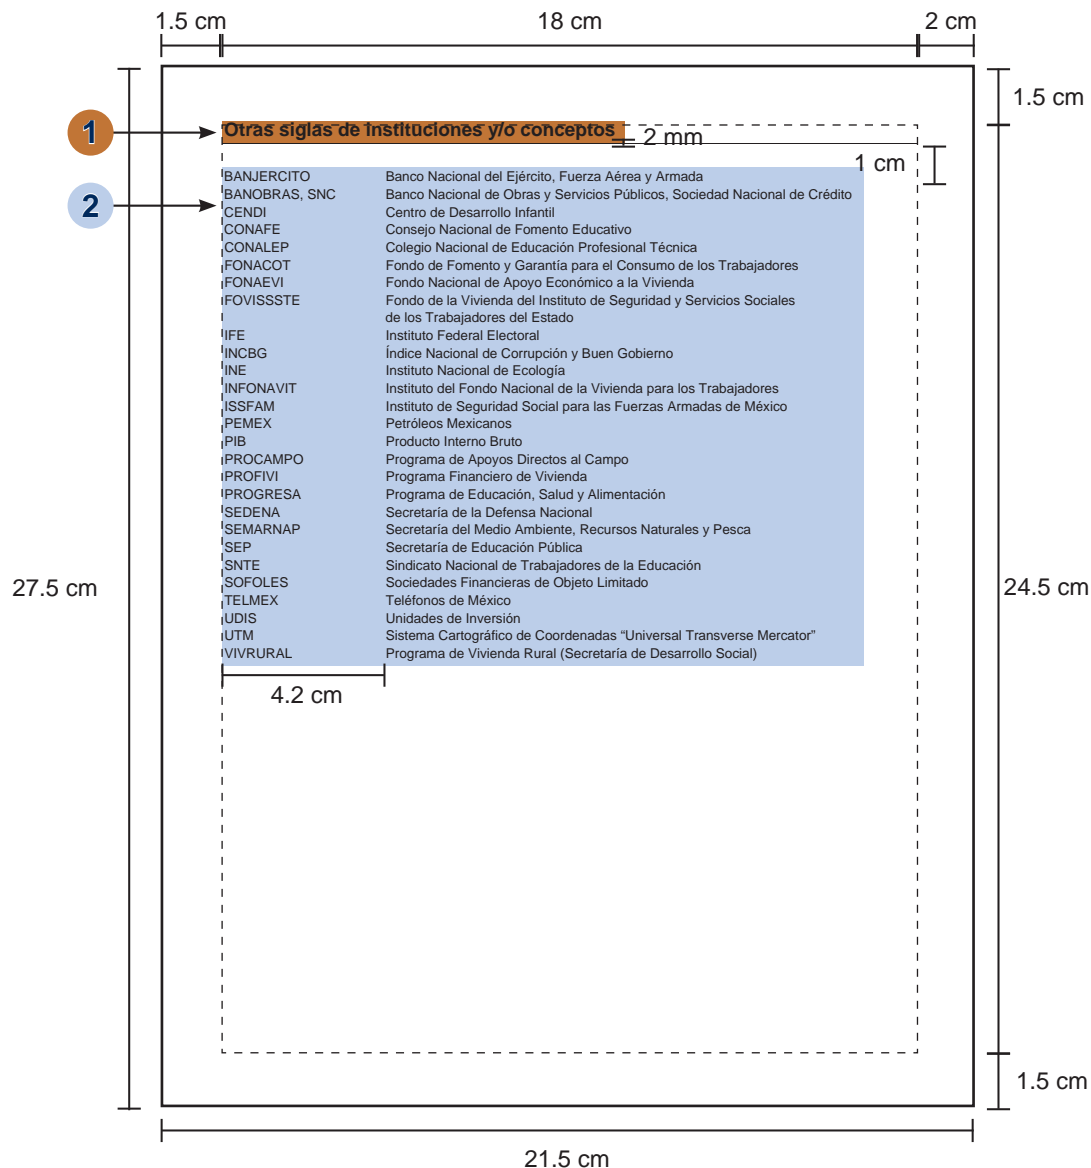 1.5 cm 18 cm 2 cm
1.5 cm
1 Otras siglas de instituciones y/o conceptos
2 mm
1 cm
2
BANJERCITO Banco Nacional del Ejército, Fuerza Aérea y Armada
BANOBRAS, SNC Banco Nacional de Obras y Servicios Públicos, Sociedad Nacional de Crédito
CENDI Centro de Desarrollo Infantil
CONAFE Consejo Nacional de Fomento Educativo
CONALEP Colegio Nacional de Educación Profesional Técnica
FONACOT Fondo de Fomento y Garantía para el Consumo de los Trabajadores
FONAEVI Fondo Nacional de Apoyo Económico a la Vivienda
FOVISSSTE Fondo de la Vivienda del Instituto de Seguridad y Servicios Sociales
de los Trabajadores del Estado
IFE Instituto Federal Electoral
INCBG Índice Nacional de Corrupción y Buen Gobierno
INE Instituto Nacional de Ecología
INFONAVIT Instituto del Fondo Nacional de la Vivienda para los Trabajadores
ISSFAM Instituto de Seguridad Social para las Fuerzas Armadas de México
PEMEX Petróleos Mexicanos
PIB Producto Interno Bruto
PROCAMPO Programa de Apoyos Directos al Campo
PROFIVI Programa Financiero de Vivienda
PROGRESA Programa de Educación, Salud y Alimentación
SEDENA Secretaría de la Defensa Nacional
SEMARNAP Secretaría del Medio Ambiente, Recursos Naturales y Pesca
SEP Secretaría de Educación Pública
SNTE Sindicato Nacional de Trabajadores de la Educación
SOFOLES Sociedades Financieras de Objeto Limitado
TELMEX Teléfonos de México
UDIS Unidades de Inversión
UTM Sistema Cartográfico de Coordenadas “Universal Transverse Mercator”
VIVRURAL Programa de Vivienda Rural (Secretaría de Desarrollo Social)
27.5 cm
24.5 cm
4.2 cm
1.5 cm
21.5 cm